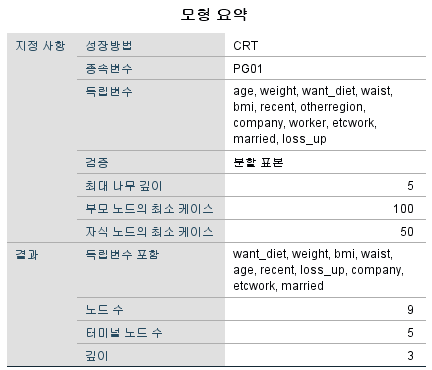 모형 요약
지정 사항 성장방법 CRT
종속변수 PG01
독립변수 age, weight, want_diet, waist,
bmi, recent, otherregion,
company, worker, etcwork,
married, loss_up
검증 분할 표본
최대 나무 깊이 5
부모 노드의 최소 케이스 100
자식 노드의 최소 케이스 50
결과 독립변수 포함 want_diet, weight, bmi, waist,
age, recent, loss_up, company,
etcwork, married
노드 수 9
터미널 노드 수 5
깊이 3